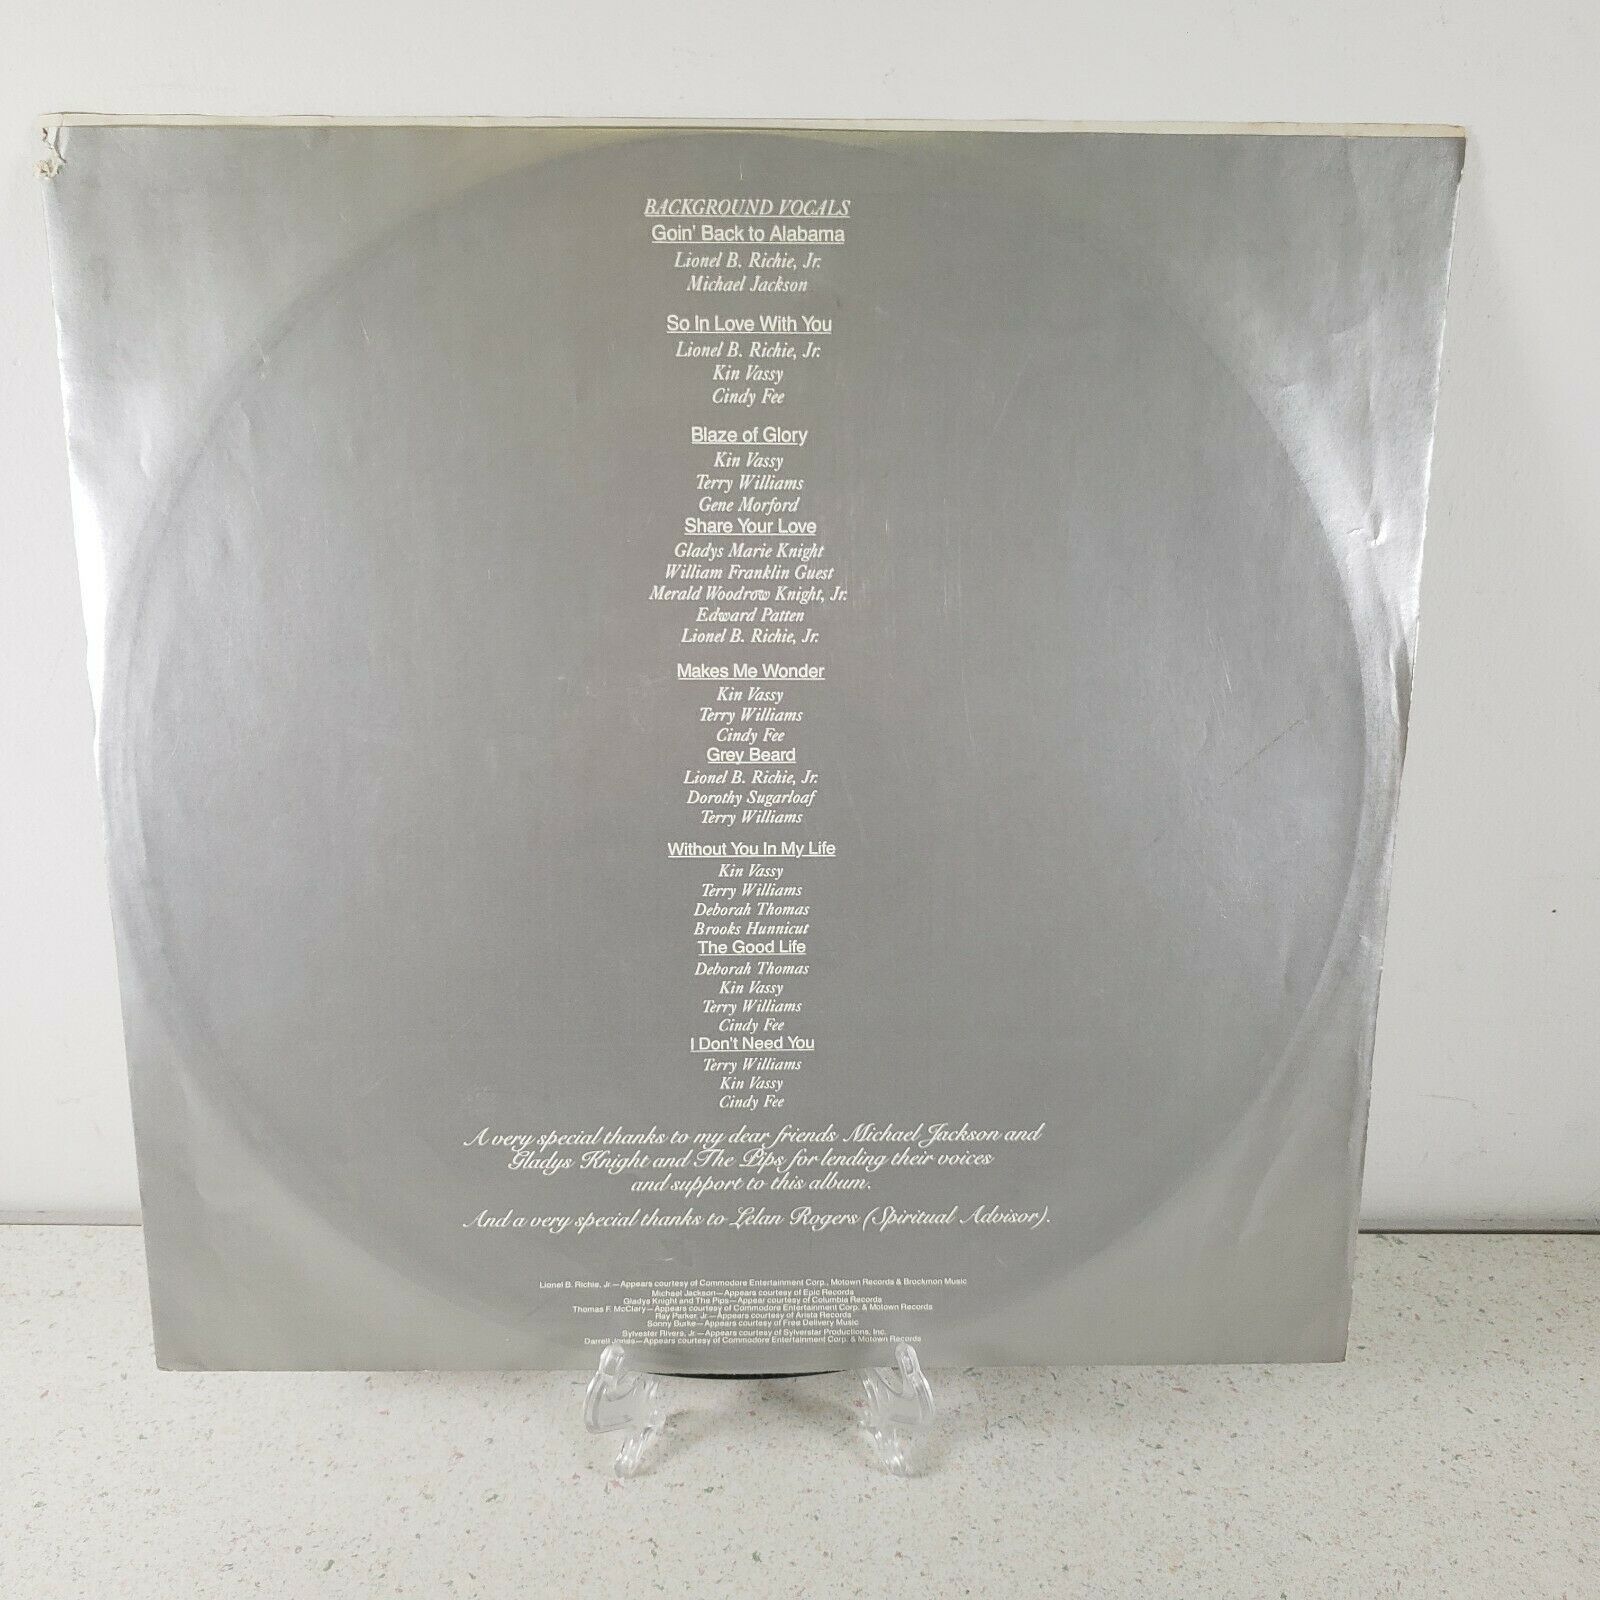 BACKGROUND VOCALS
Goin' Back to Alabama
Lionel B. Richie, Jr.
Michael Jackson
So In Love With You
Lionel B. Richie, Jr.
Kin Vassy
Cindy Fee
Blaze of Glory
Kin Vassy
Terry Williams
Gene Morford
Share Your Love
Gladys Marie Knight
William Franklin Guest
Merald Woodrow Knight, Jr.
Edward Patten
Lionel B. Richie, Jr.
Makes Me Wonder
Kin Vassy
Terry Williams
Cindy Fee
Grey Beard
Lionel B. Richie, Jr.
Dorothy Sugarloaf
Terry Williams
Without You In My Life
Kin Vassy
Terry Williams
Deborah Thomas
Brooks Hunnicut
The Good Life
Deborah Thomas
Kin Vassy
Terry Williams
Cindy Fee
I Don't Need You
Terry Williams
Kin Vassy
Cindy Fee
A very special thanks to my dear friends Michael Jackson and
Gladys Knight and The Pips for lending their voices
and support to this album.
And a very special thanks to Lelan Rogers (Spiritual Advisor).
Lionel B. Richie, Jr.—Appears courtesy of Commodore Entertainment Corp., Motown Records & Brockmon Music
Michael Jackson—Appears courtesy of Epic Records
Gladys Knight and The Pips—Appear courtesy of Columbia Records
Thomas F. McClary—Appears courtesy of Commodore Entertainment Corp. & Motown Records
Ray Parker, Jr.—Appears courtesy of Arista Records
Sonny Burke—Appears courtesy of Free Delivery Music
Sylvester Rivers, Jr.—Appears courtesy of Sylverstar Productions, Inc.
Darrell Jones—Appears courtesy of Commodore Entertainment Corp. & Motown Records